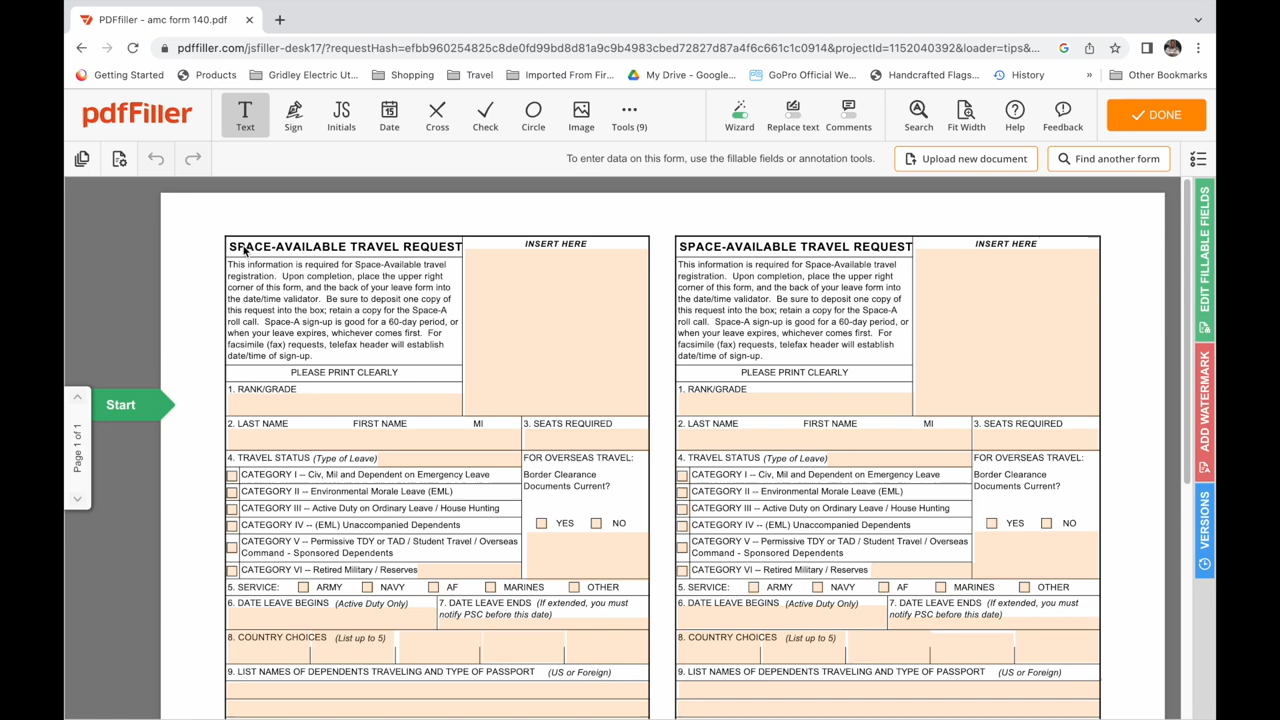 PDFfiller - amc form 140.pdf
pdffiller.com/jsfiller-desk17/?requestHash=efbb960254825c8de0fd99bd8d81a9c9b4983cbed72827d87a4f6c661c1c0914&projectId=1152040392&loader=tips&...
Getting Started Products Gridley Electric Ut... Shopping Travel Imported From Fir... My Drive - Google... GoPro Official We... Handcrafted Flags... History » Other Bookmarks
pdfFiller
Text Sign Initials Date Cross Check Circle Image Tools (9) Wizard Replace text Comments Search Fit Width Help Feedback DONE
To enter data on this form, use the fillable fields or annotation tools. Upload new document Find another form
Start
Page 1 of 1
EDIT FILLABLE FIELDS
ADD WATERMARK
VERSIONS
SPACE-AVAILABLE TRAVEL REQUEST
INSERT HERE
This information is required for Space-Available travel
registration. Upon completion, place the upper right
corner of this form, and the back of your leave form into
the date/time validator. Be sure to deposit one copy of
this request into the box; retain a copy for the Space-A
roll call. Space-A sign-up is good for a 60-day period, or
when your leave expires, whichever comes first. For
facsimile (fax) requests, telefax header will establish
date/time of sign-up.
PLEASE PRINT CLEARLY
1. RANK/GRADE
2. LAST NAME FIRST NAME MI 3. SEATS REQUIRED
4. TRAVEL STATUS (Type of Leave)
CATEGORY I -- Civ, Mil and Dependent on Emergency Leave
CATEGORY II -- Environmental Morale Leave (EML)
CATEGORY III -- Active Duty on Ordinary Leave / House Hunting
CATEGORY IV -- (EML) Unaccompanied Dependents
CATEGORY V -- Permissive TDY or TAD / Student Travel / Overseas
Command - Sponsored Dependents
CATEGORY VI -- Retired Military / Reserves
FOR OVERSEAS TRAVEL:
Border Clearance
Documents Current?
YES NO
5. SERVICE: ARMY NAVY AF MARINES OTHER
6. DATE LEAVE BEGINS (Active Duty Only)
7. DATE LEAVE ENDS (If extended, you must
notify PSC before this date)
8. COUNTRY CHOICES (List up to 5)
9. LIST NAMES OF DEPENDENTS TRAVELING AND TYPE OF PASSPORT (US or Foreign)
SPACE-AVAILABLE TRAVEL REQUEST
INSERT HERE
This information is required for Space-Available travel
registration. Upon completion, place the upper right
corner of this form, and the back of your leave form into
the date/time validator. Be sure to deposit one copy of
this request into the box; retain a copy for the Space-A
roll call. Space-A sign-up is good for a 60-day period, or
when your leave expires, whichever comes first. For
facsimile (fax) requests, telefax header will establish
date/time of sign-up.
PLEASE PRINT CLEARLY
1. RANK/GRADE
2. LAST NAME FIRST NAME MI 3. SEATS REQUIRED
4. TRAVEL STATUS (Type of Leave)
CATEGORY I -- Civ, Mil and Dependent on Emergency Leave
CATEGORY II -- Environmental Morale Leave (EML)
CATEGORY III -- Active Duty on Ordinary Leave / House Hunting
CATEGORY IV -- (EML) Unaccompanied Dependents
CATEGORY V -- Permissive TDY or TAD / Student Travel / Overseas
Command - Sponsored Dependents
CATEGORY VI -- Retired Military / Reserves
FOR OVERSEAS TRAVEL:
Border Clearance
Documents Current?
YES NO
5. SERVICE: ARMY NAVY AF MARINES OTHER
6. DATE LEAVE BEGINS (Active Duty Only)
7. DATE LEAVE ENDS (If extended, you must
notify PSC before this date)
8. COUNTRY CHOICES (List up to 5)
9. LIST NAMES OF DEPENDENTS TRAVELING AND TYPE OF PASSPORT (US or Foreign)